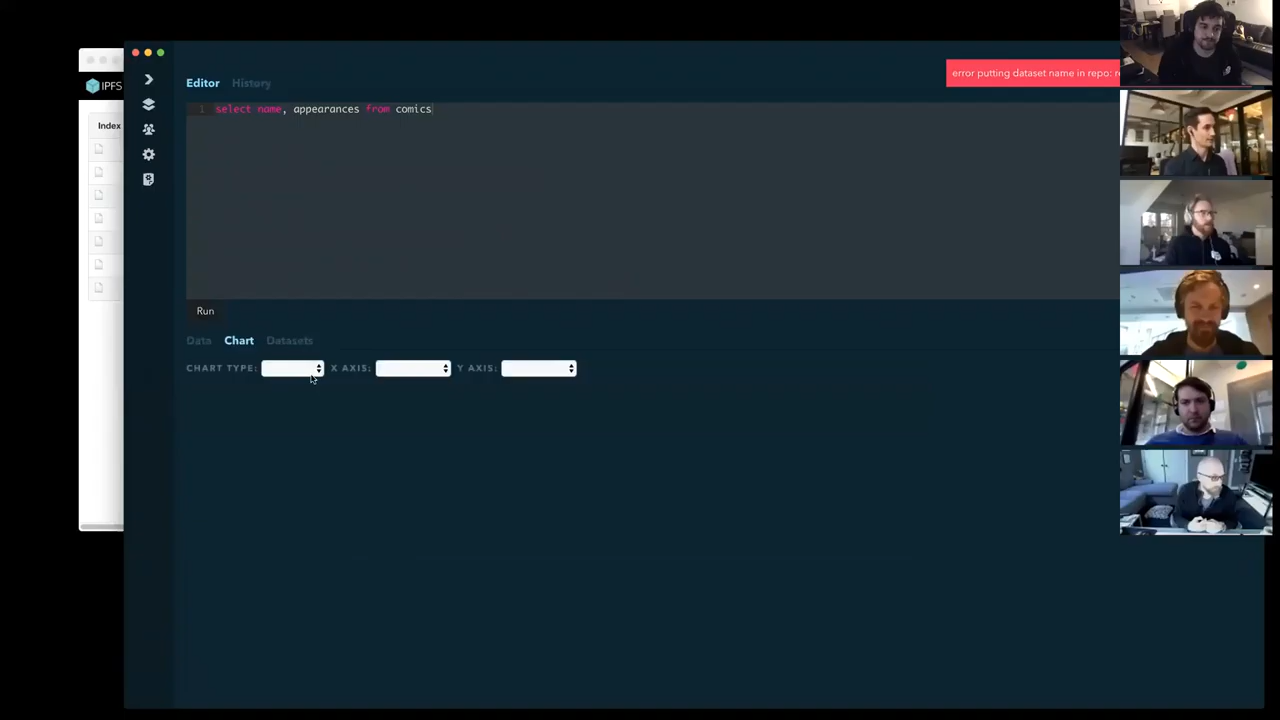 IPFS
Index
Editor History
error putting dataset name in repo:
1 select name, appearances from comics
Run
Data Chart Datasets
CHART TYPE: X AXIS: Y AXIS: